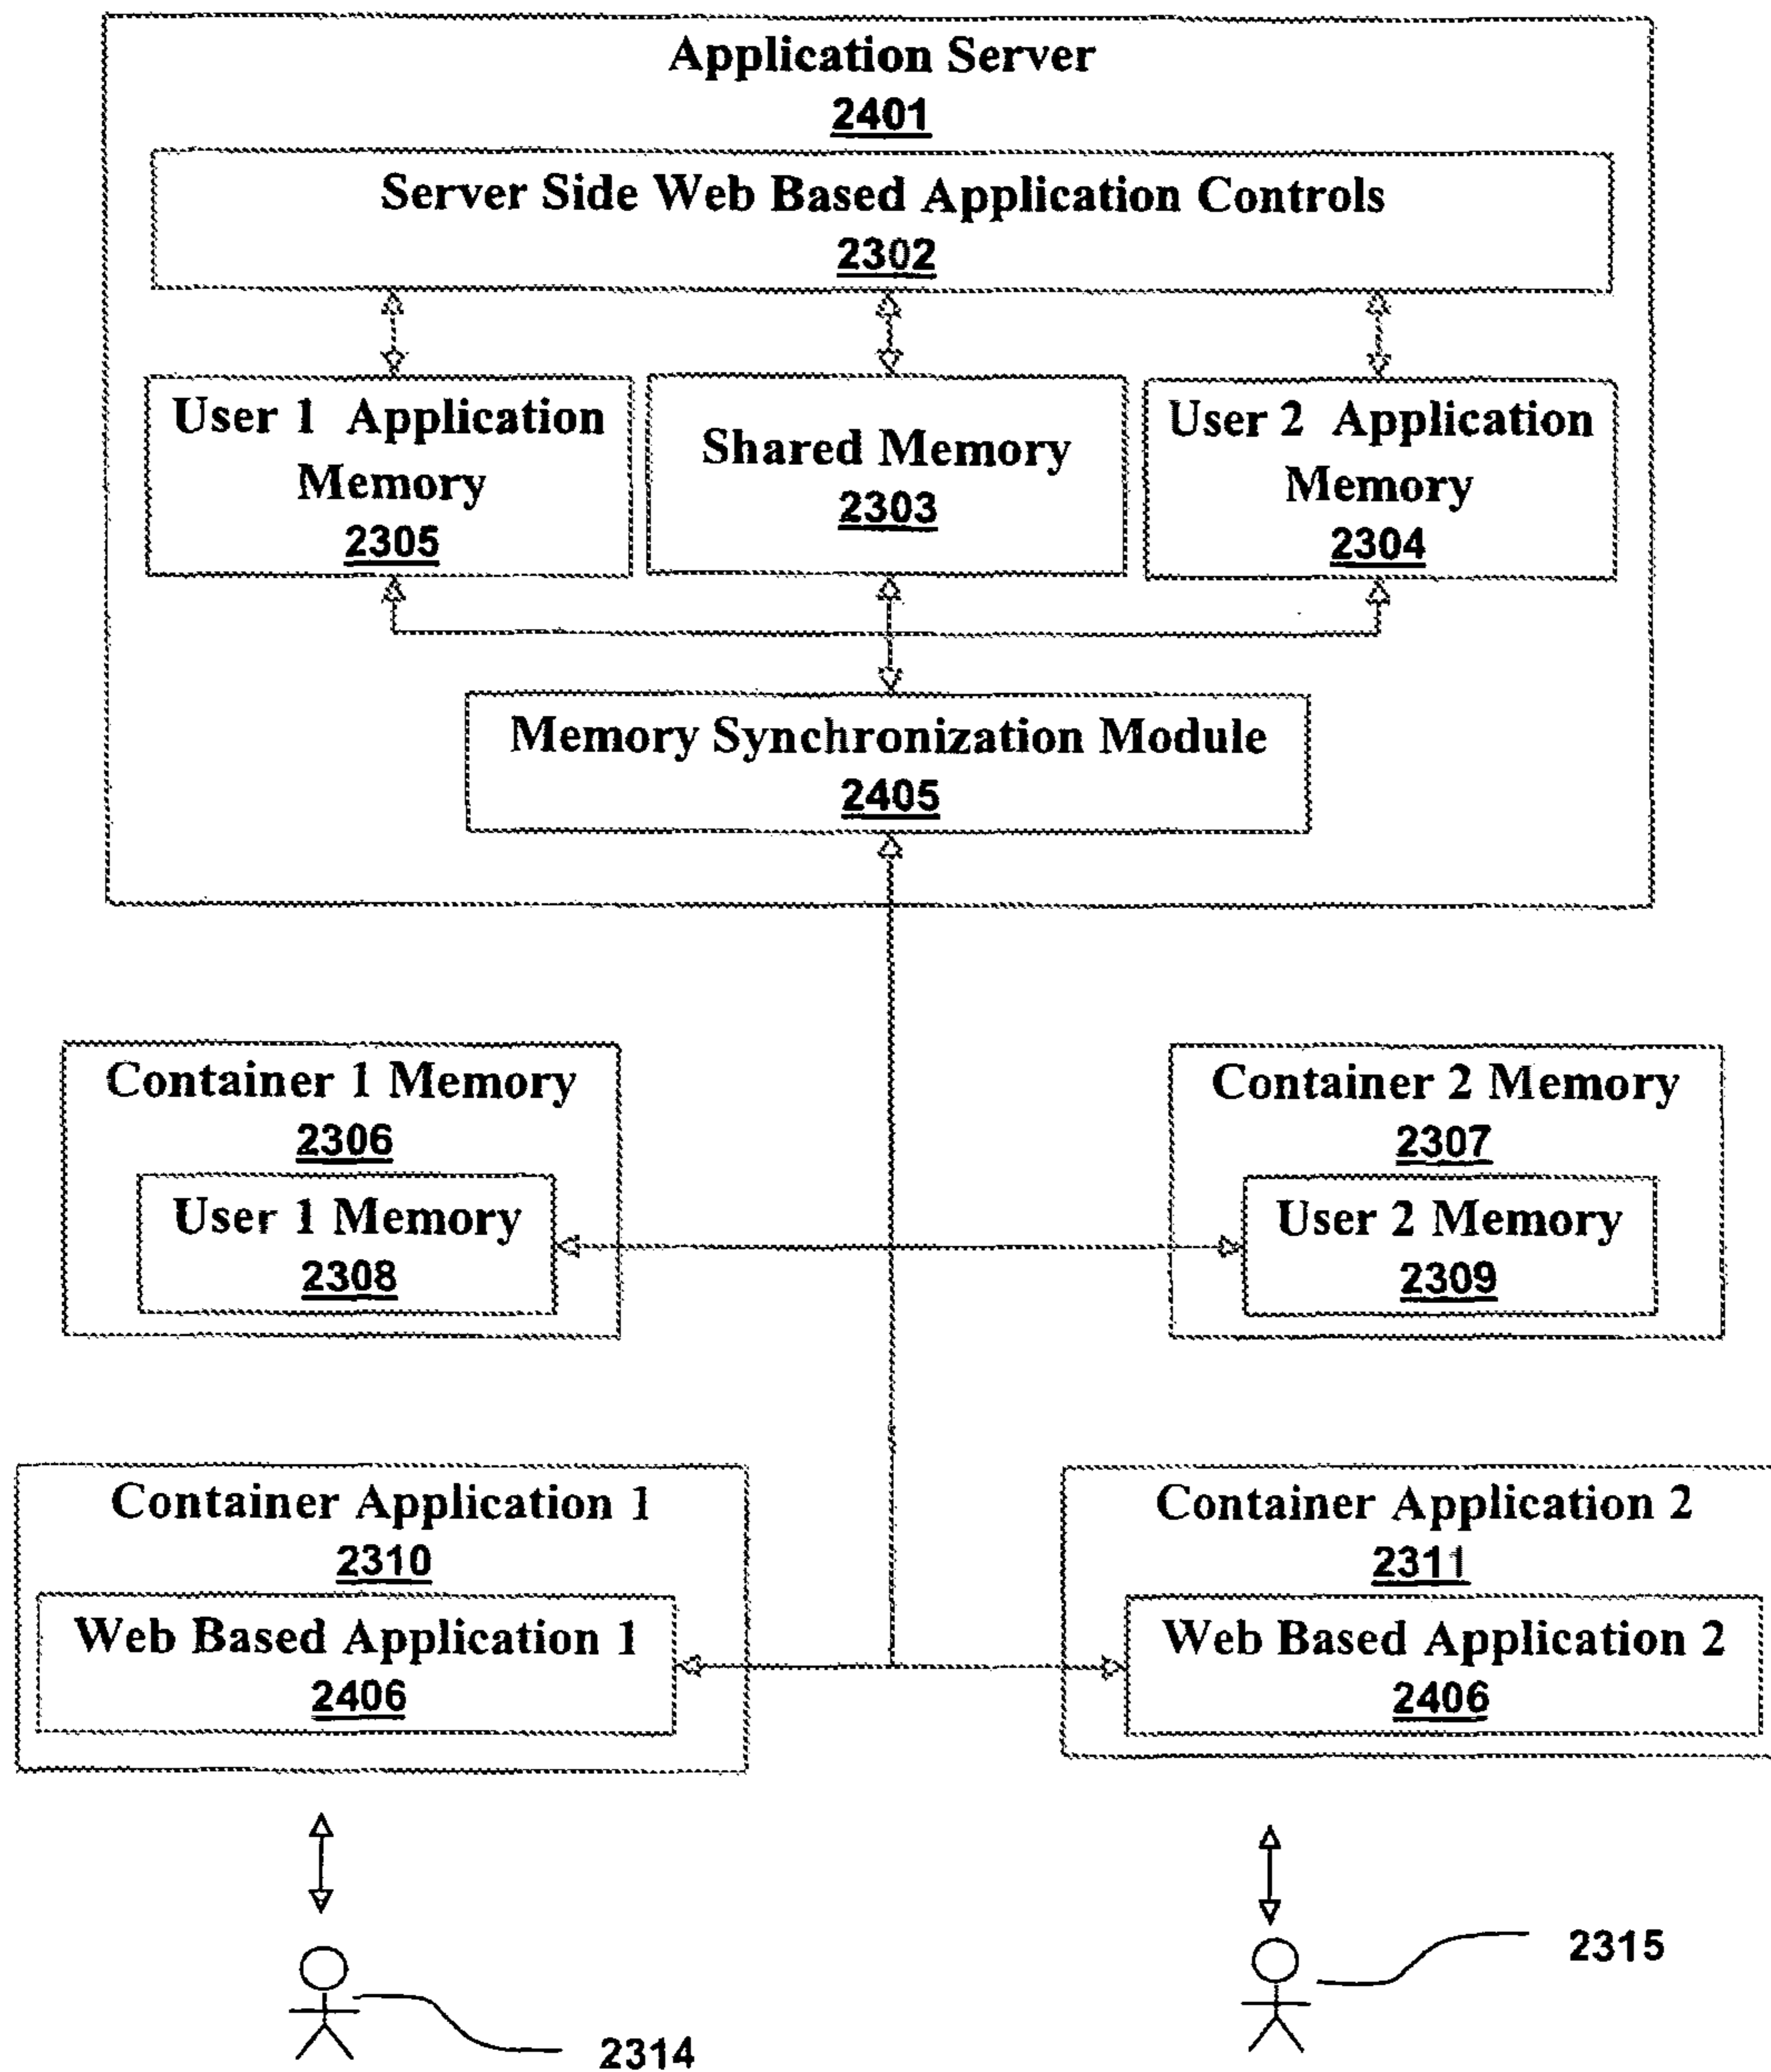 Application Server
2401
Server Side Web Based Application Controls
2302
User 1 Application
Memory
2305
Shared Memory
2303
User 2 Application
Memory
2304
Memory Synchronization Module
2405
Container 1 Memory
2306
User 1 Memory
2308
Container 2 Memory
2307
User 2 Memory
2309
Container Application 1
2310
Web Based Application 1
2406
Container Application 2
2311
Web Based Application 2
2406
2314
2315